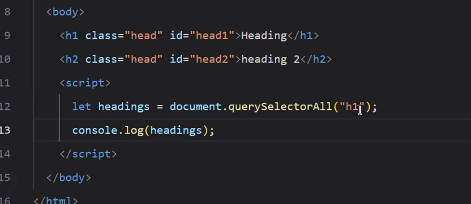 8 <body>
9 <h1 class="head" id="head1">Heading</h1>
10 <h2 class="head" id="head2">heading 2</h2>
11 <script>
12 let headings = document.querySelectorAll("h1");
13 console.log(headings);
14 </script>
15 </body>
16 </html>